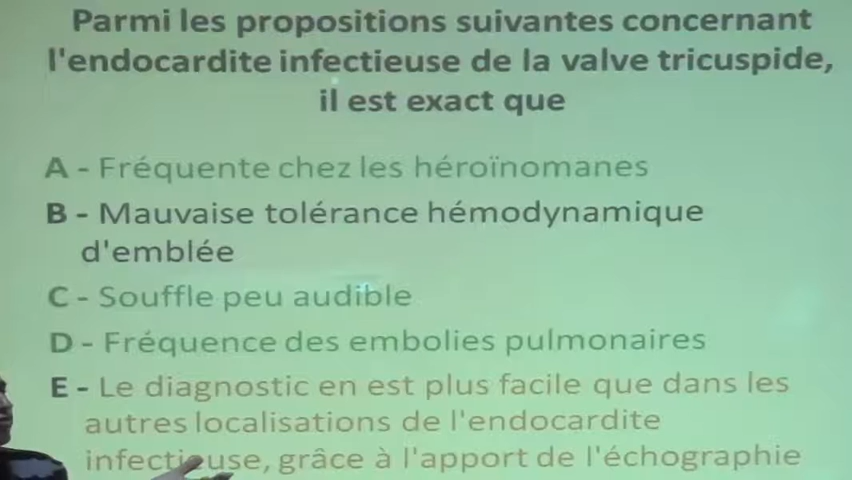 Parmi les propositions suivantes concernant
l'endocardite infectieuse de la valve tricuspide,
il est exact que
A - Fréquente chez les héroïnomanes
B - Mauvaise tolérance hémodynamique
d'emblée
C - Souffle peu audible
D - Fréquence des embolies pulmonaires
E - Le diagnostic en est plus facile que dans les
autres localisations de l'endocardite
infectieuse, grâce à l'apport de l'échographie